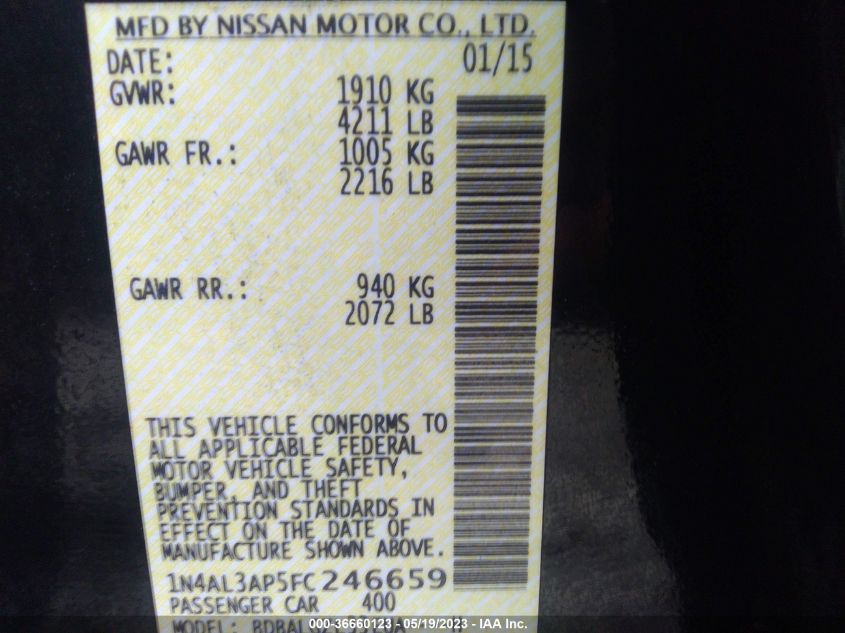 MFD BY NISSAN MOTOR CO., LTD.
DATE: 01/15
GVWR: 1910 KG
4211 LB
GAWR FR.: 1005 KG
2216 LB
GAWR RR.: 940 KG
2072 LB
THIS VEHICLE CONFORMS TO
ALL APPLICABLE FEDERAL
MOTOR VEHICLE SAFETY,
BUMPER, AND THEFT
PREVENTION STANDARDS IN
EFFECT ON THE DATE OF
MANUFACTURE SHOWN ABOVE.
1N4AL3AP5FC246659
PASSENGER CAR 400
MODEL:
000-36660123 - 05/19/2023 - IAA Inc.